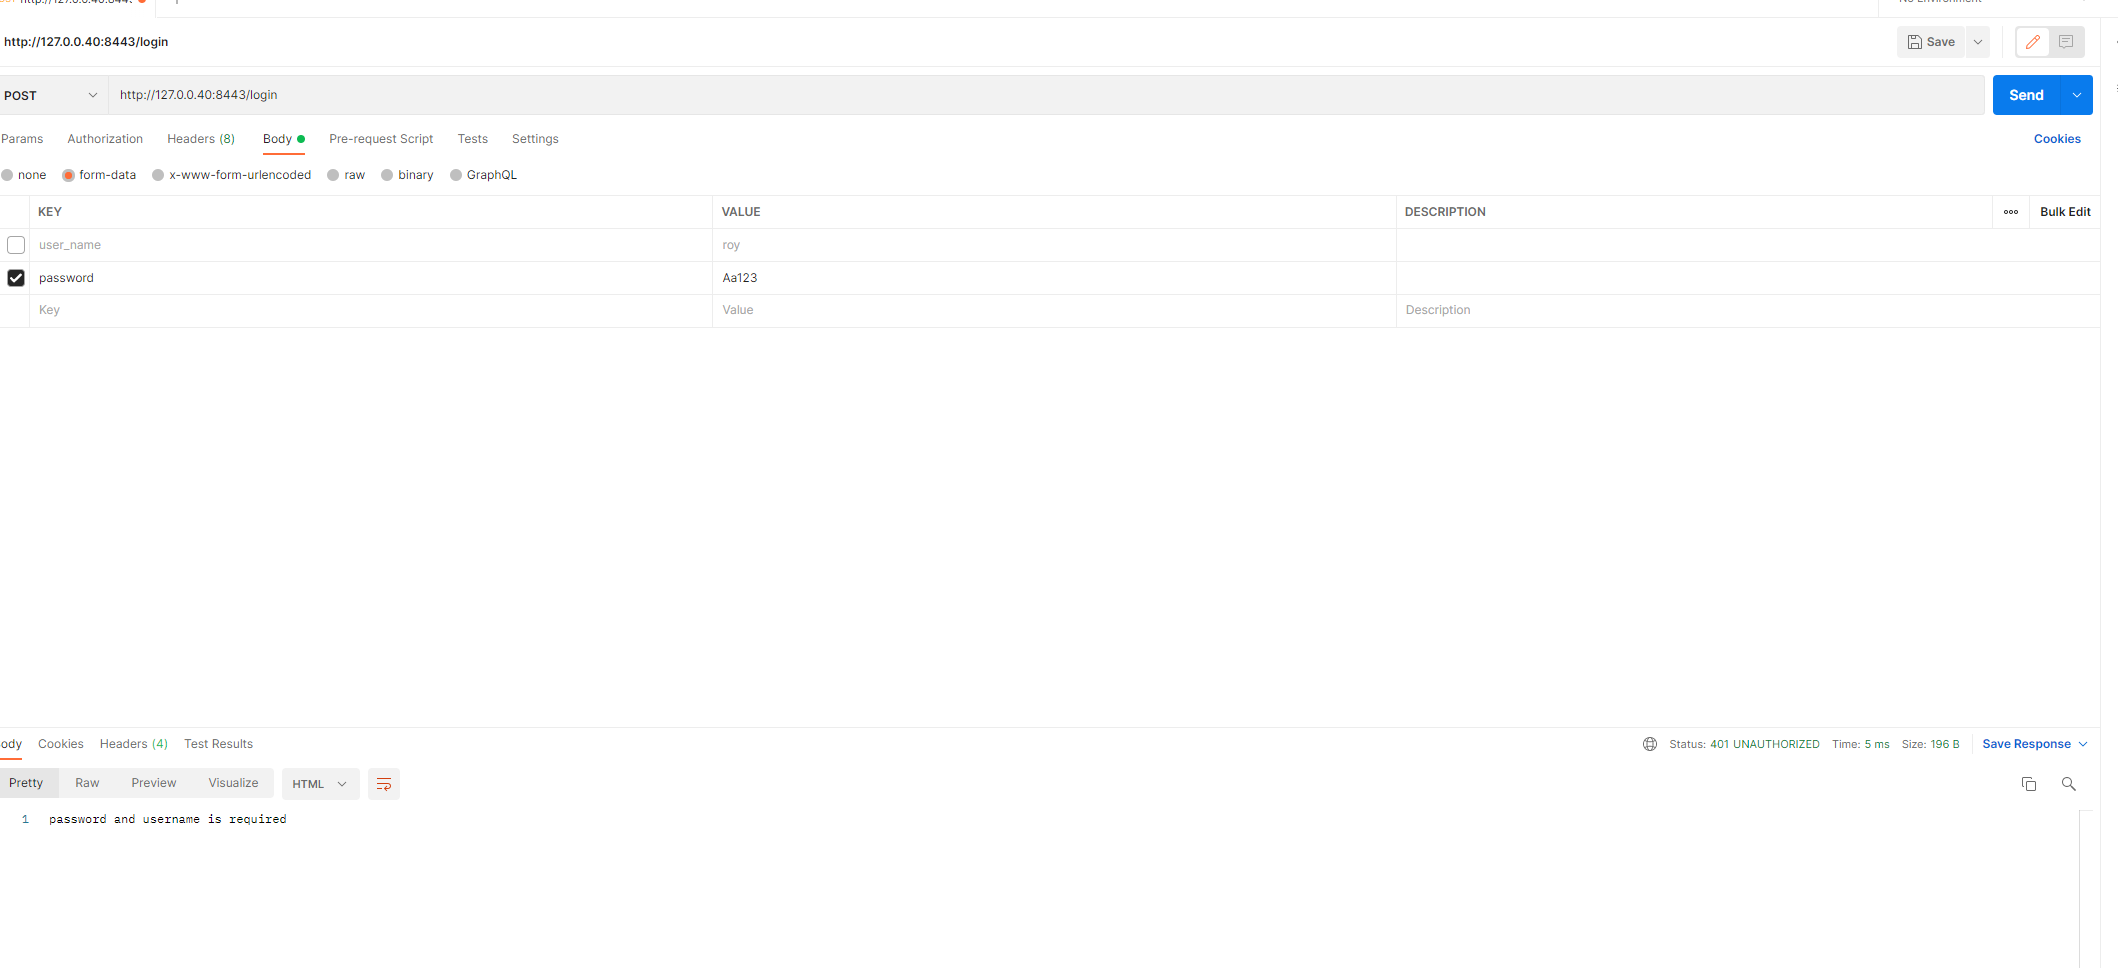 http://127.0.0.40:8443/login
Save
POST http://127.0.0.40:8443/login Send
Params Authorization Headers (8) Body Pre-request Script Tests Settings Cookies
none form-data x-www-form-urlencoded raw binary GraphQL
KEY VALUE DESCRIPTION ooo Bulk Edit
user_name roy
password Aa123
Key Value Description
ody Cookies Headers (4) Test Results Status: 401 UNAUTHORIZED Time: 5 ms Size: 196 B Save Response
Pretty Raw Preview Visualize HTML
1 password and username is required